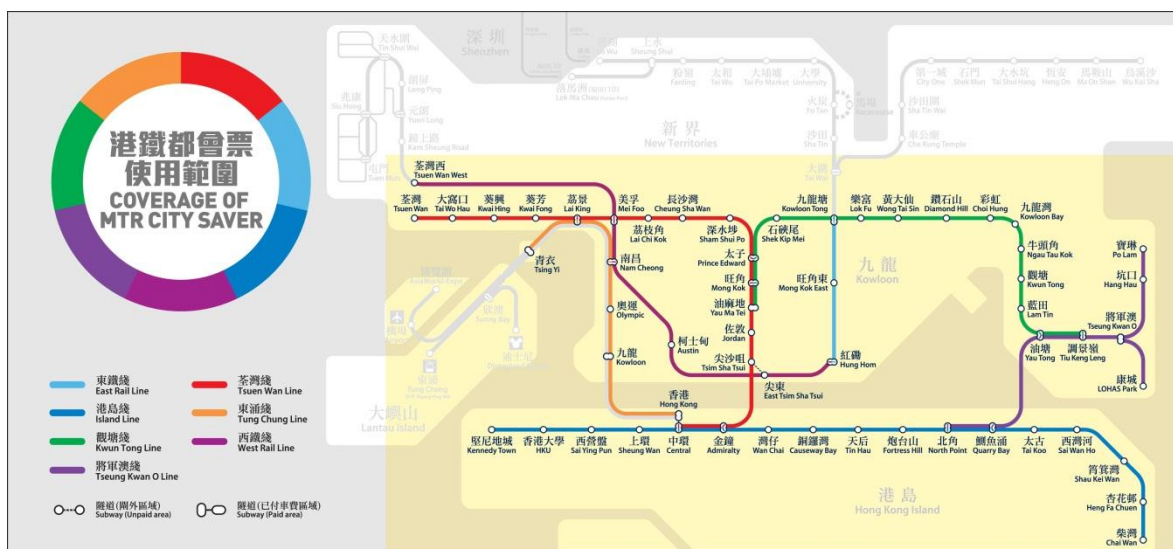 港鐵都會票
使用範圍
COVERAGE OF
MTR CITY SAVER
東鐵綫
East Rail Line
港島綫
Island Line
觀塘綫
Kwun Tong Line
將軍澳綫
Tseung Kwan O Line
荃灣綫
Tsuen Wan Line
東涌綫
Tung Chung Line
西鐵綫
West Rail Line
隧道(閘外區域)
Subway (Unpaid area)
隧道(已付車費區域)
Subway (Paid area)
深圳
Shenzhen
天水圍
Tin Shui Wai
朗屏
Long Ping
元朗
Yuen Long
錦上路
Kam Sheung Road
兆康
Siu Hong
屯門
Tuen Mun
羅湖
Lo Wu
上水
Sheung Shui
落馬洲
Lok Ma Chau
粉嶺
Fanling
太和
Tai Wo
大埔墟
Tai Po Market
大學
University
火炭
Fo Tan
馬場
Racecourse
沙田
Sha Tin
大圍
Tai Wai
第一城
City One
石門
Shek Mun
大水坑
Tai Shui Hang
恆安
Heng On
馬鞍山
Ma On Shan
烏溪沙
Wu Kai Sha
沙田圍
Sha Tin Wai
車公廟
Che Kung Temple
新界
New Territories
荃灣西
Tsuen Wan West
荃灣
Tsuen Wan
大窩口
Tai Wo Hau
葵興
Kwai Hing
葵芳
Kwai Fong
荔景
Lai King
美孚
Mei Foo
荔枝角
Lai Chi Kok
長沙灣
Cheung Sha Wan
深水埗
Sham Shui Po
太子
Prince Edward
旺角
Mong Kok
油麻地
Yau Ma Tei
佐敦
Jordan
尖沙咀
Tsim Sha Tsui
九龍塘
Kowloon Tong
石硤尾
Shek Kip Mei
樂富
Lok Fu
黃大仙
Wong Tai Sin
鑽石山
Diamond Hill
彩虹
Choi Hung
九龍灣
Kowloon Bay
牛頭角
Ngau Tau Kok
觀塘
Kwun Tong
藍田
Lam Tin
油塘
Yau Tong
調景嶺
Tiu Keng Leng
將軍澳
Tseung Kwan O
坑口
Hang Hau
寶琳
Po Lam
康城
LOHAS Park
旺角東
Mong Kok East
九龍
Kowloon
紅磡
Hung Hom
尖東
East Tsim Sha Tsui
柯士甸
Austin
南昌
Nam Cheong
青衣
Tsing Yi
奧運
Olympic
九龍
Kowloon
香港
Hong Kong
博覽館
AsiaWorld-Expo
機場
欣澳
Sunny Bay
迪士尼
東涌
Tung Chung
大嶼山
Lantau Island
堅尼地城
Kennedy Town
香港大學
HKU
西營盤
Sai Ying Pun
上環
Sheung Wan
中環
Central
金鐘
Admiralty
灣仔
Wan Chai
銅鑼灣
Causeway Bay
天后
Tin Hau
炮台山
Fortress Hill
北角
North Point
鰂魚涌
Quarry Bay
太古
Tai Koo
西灣河
Sai Wan Ho
筲箕灣
Shau Kei Wan
杏花邨
Heng Fa Chuen
柴灣
Chai Wan
港島
Hong Kong Island